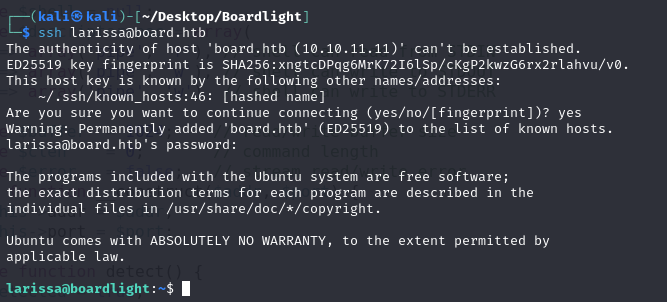 ┌──(kali㉿kali)-[~/Desktop/Boardlight]
└─$ ssh larissa@board.htb
The authenticity of host 'board.htb (10.10.11.11)' can't be established.
ED25519 key fingerprint is SHA256:xngtcDPqg6MrK72I6lSp/cKgP2kwzG6rx2rlahvu/v0.
This host key is known by the following other names/addresses:
    ~/.ssh/known_hosts:46: [hashed name]
Are you sure you want to continue connecting (yes/no/[fingerprint])? yes
Warning: Permanently added 'board.htb' (ED25519) to the list of known hosts.
larissa@board.htb's password:
The programs included with the Ubuntu system are free software;
the exact distribution terms for each program are described in the
individual files in /usr/share/doc/*/copyright.
Ubuntu comes with ABSOLUTELY NO WARRANTY, to the extent permitted by
applicable law.
larissa@boardlight:~$